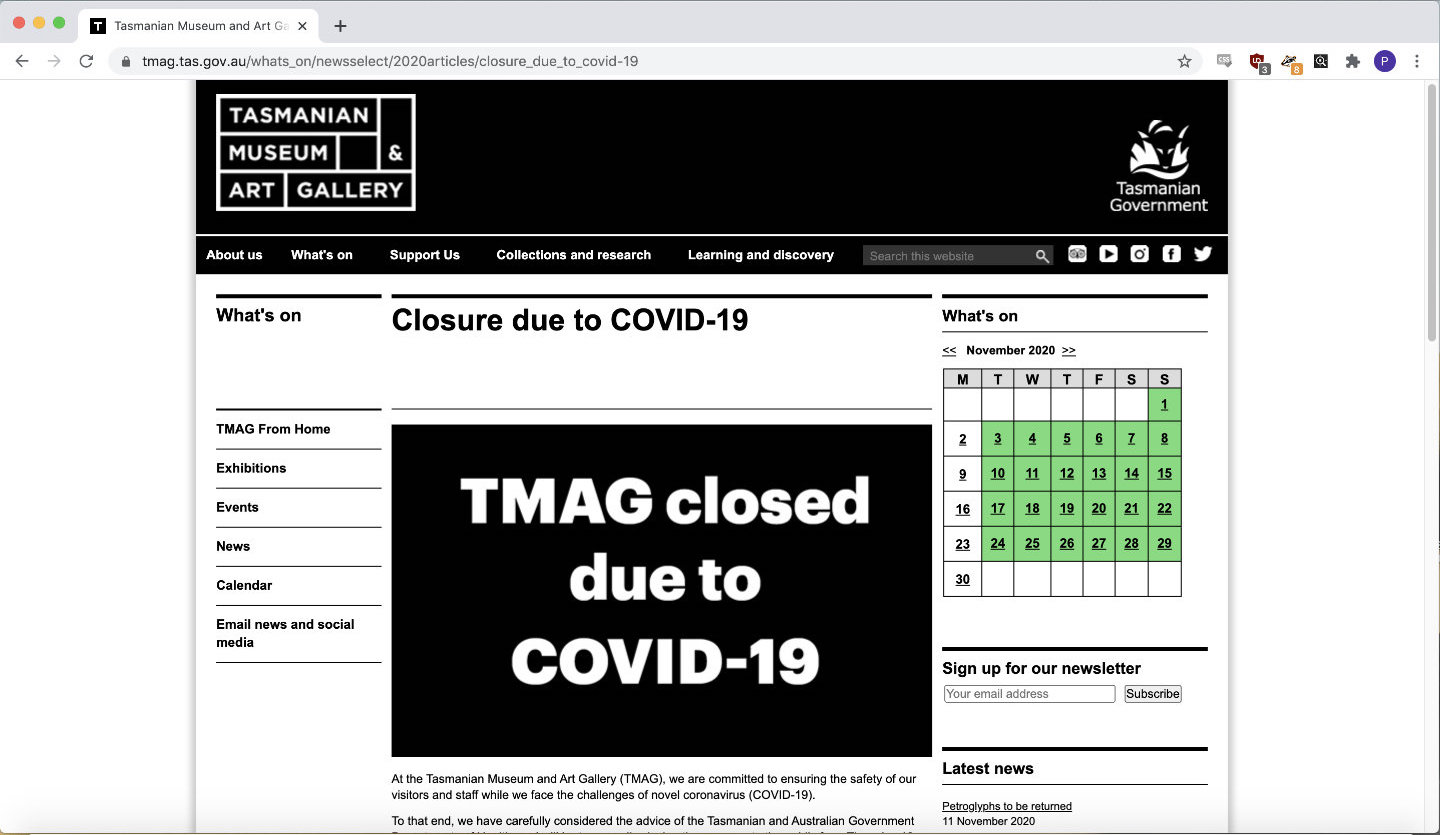 Tasmanian Museum and Art Ga
tmag.tas.gov.au/whats_on/newsselect/2020articles/closure_due_to_covid-19
CSS
3
8
P
TASMANIAN
MUSEUM &
ART GALLERY
Tasmanian
Government
About us What's on Support Us Collections and research Learning and discovery Search this website
What's on
TMAG From Home
Exhibitions
Events
News
Calendar
Email news and social
media
Closure due to COVID-19
TMAG closed
due to
COVID-19
At the Tasmanian Museum and Art Gallery (TMAG), we are committed to ensuring the safety of our
visitors and staff while we face the challenges of novel coronavirus (COVID-19).
To that end, we have carefully considered the advice of the Tasmanian and Australian Government
What's on
<< November 2020 >>
M T W T F S S
1
2 3 4 5 6 7 8
9 10 11 12 13 14 15
16 17 18 19 20 21 22
23 24 25 26 27 28 29
30
Sign up for our newsletter
Your email address Subscribe
Latest news
Petroglyphs to be returned
11 November 2020